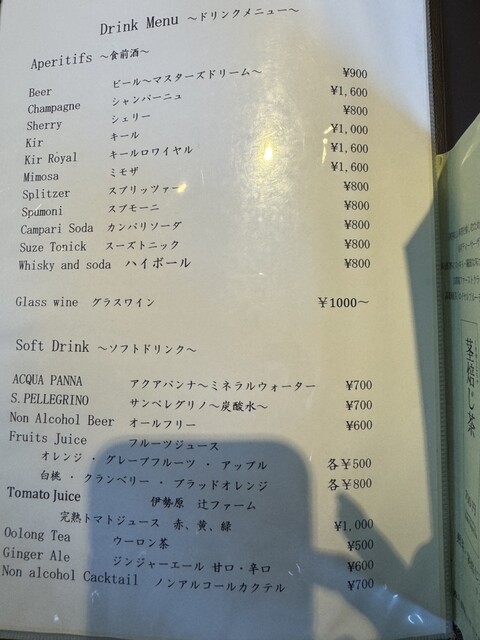 Drink Menu ～ドリンクメニュー～
Aperitifs ～食前酒～
Beer ビール～マスターズドリーム～ ¥900
Champagne シャンパーニュ ¥1,600
Sherry シェリー ¥800
Kir キール ¥1,000
Kir Royal キールロワイヤル ¥1,600
Mimosa ミモザ ¥1,600
Splitzer スプリッツァー ¥800
Spumoni スプモーニ ¥800
Campari Soda カンパリソーダ ¥800
Suze Tonick スーズトニック ¥800
Whisky and soda ハイボール ¥800
Glass wine グラスワイン ¥1000～
Soft Drink ～ソフトドリンク～
ACQUA PANNA アクアパンナ～ミネラルウォーター ¥700
S.PELLEGRINO サンペレグリノ～炭酸水～ ¥700
Non Alcohol Beer オールフリー ¥600
Fruits Juice フルーツジュース
オレンジ ・ グレープフルーツ ・ アップル 各¥500
白桃 ・ クランベリー ・ ブラッドオレンジ 各¥800
Tomato Juice 伊勢原 辻ファーム
完熟トマトジュース 赤、黄、緑 ¥1,000
Oolong Tea ウーロン茶 ¥500
Ginger Ale ジンジャーエール 甘口・辛口 ¥600
Non alcohol Cacktail ノンアルコールカクテル ¥700
茎焙じ茶